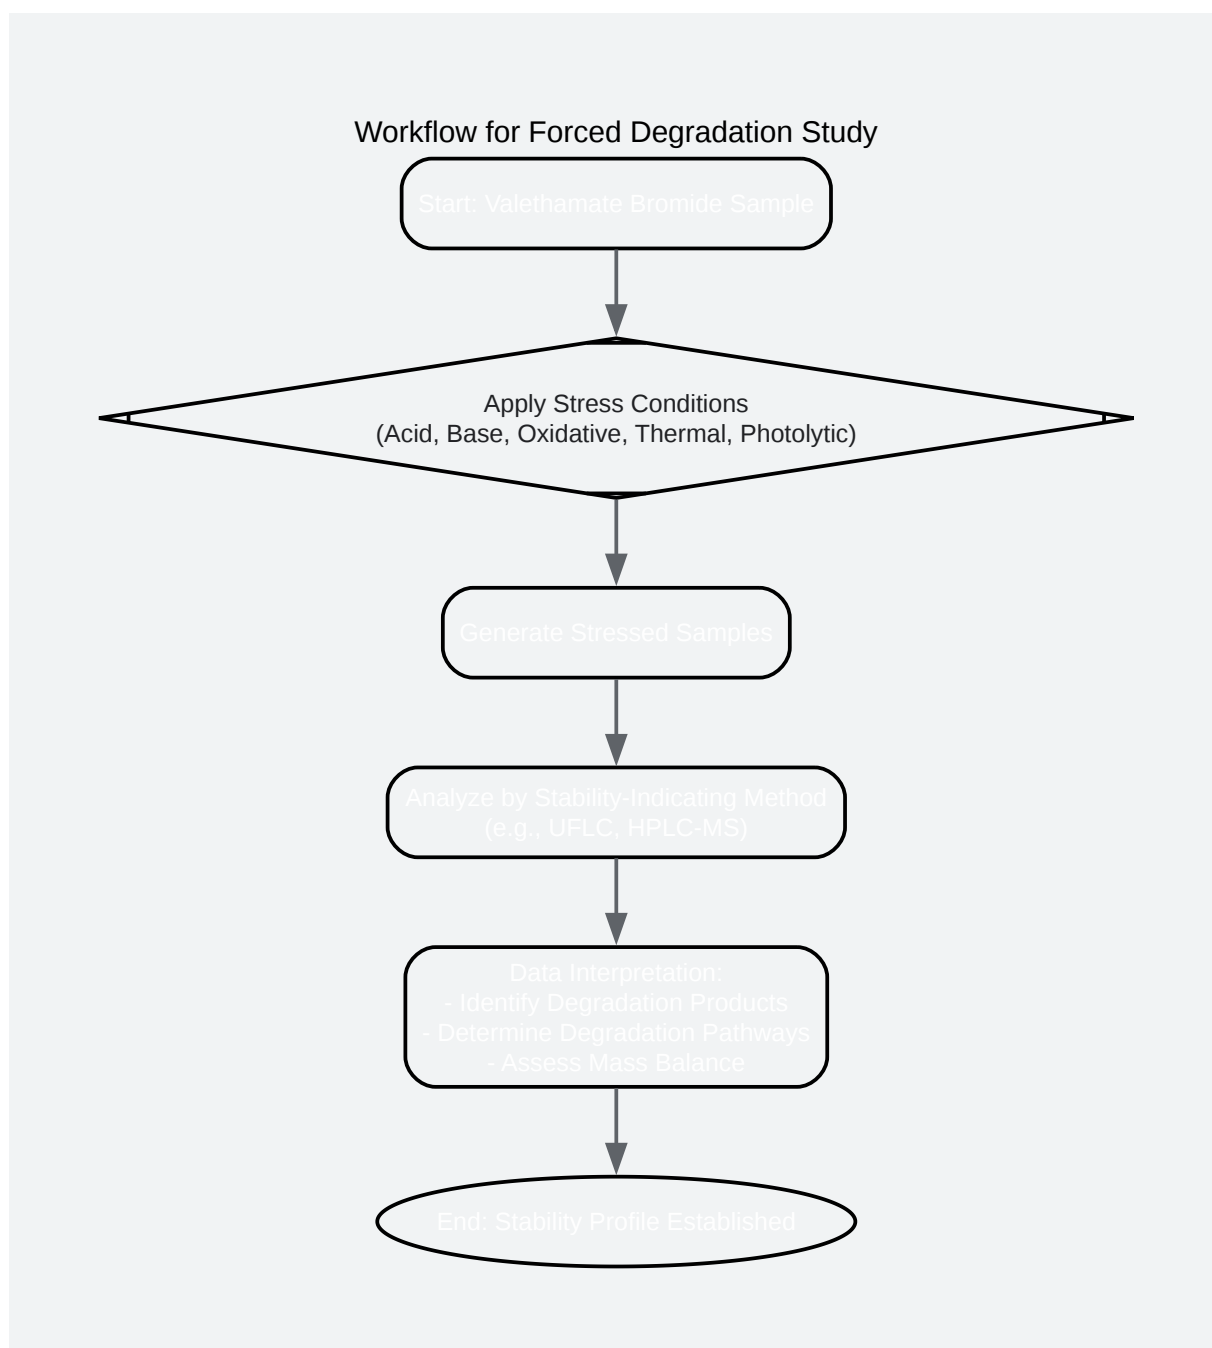 Workflow for Forced Degradation Study
Start: Valethamate Bromide Sample
Apply Stress Conditions
(Acid, Base, Oxidative, Thermal, Photolytic)
Generate Stressed Samples
Analyze by Stability-Indicating Method
(e.g., UFLC, HPLC-MS)
Data Interpretation:
- Identify Degradation Products
- Determine Degradation Pathways
- Assess Mass Balance
End: Stability Profile Established